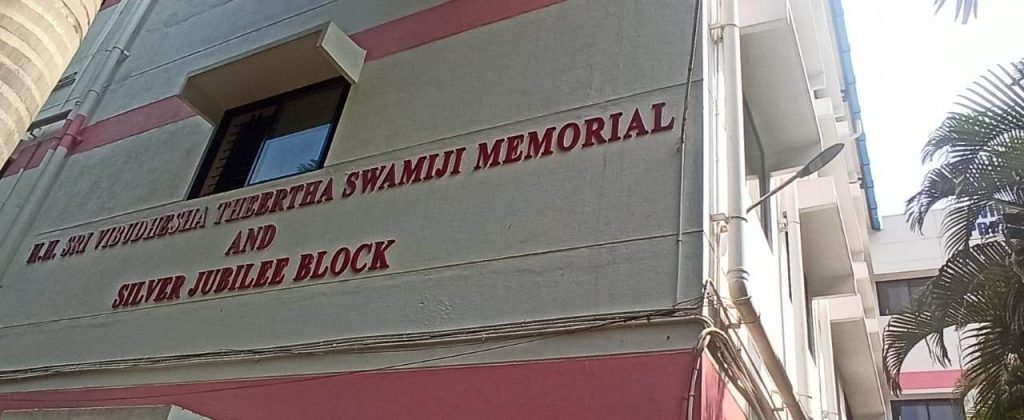 H.H. SRI VIBUDHESHA THEERTHA SWAMIJI MEMORIAL
AND
SILVER JUBILEE BLOCK